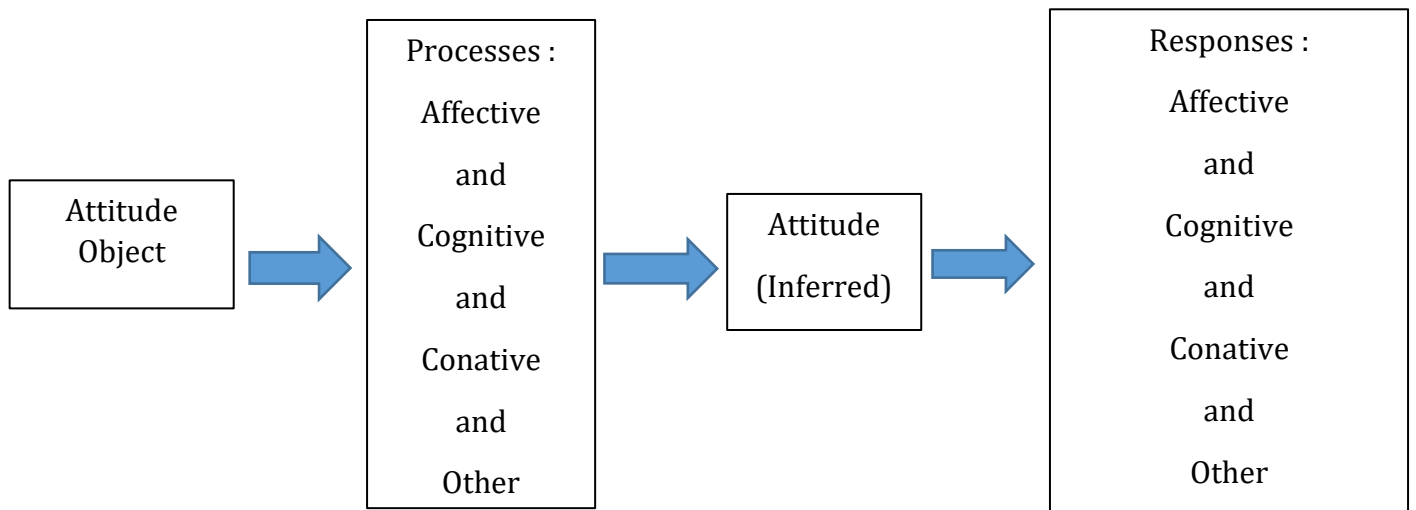 Attitude
Object
Processes :
Affective
and
Cognitive
and
Conative
and
Other
Attitude
(Inferred)
Responses :
Affective
and
Cognitive
and
Conative
and
Other